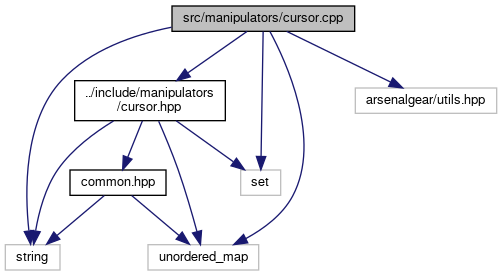 src/manipulators/cursor.cpp
../include/manipulators
/cursor.hpp
arsenalgear/utils.hpp
common.hpp
set
string
unordered_map